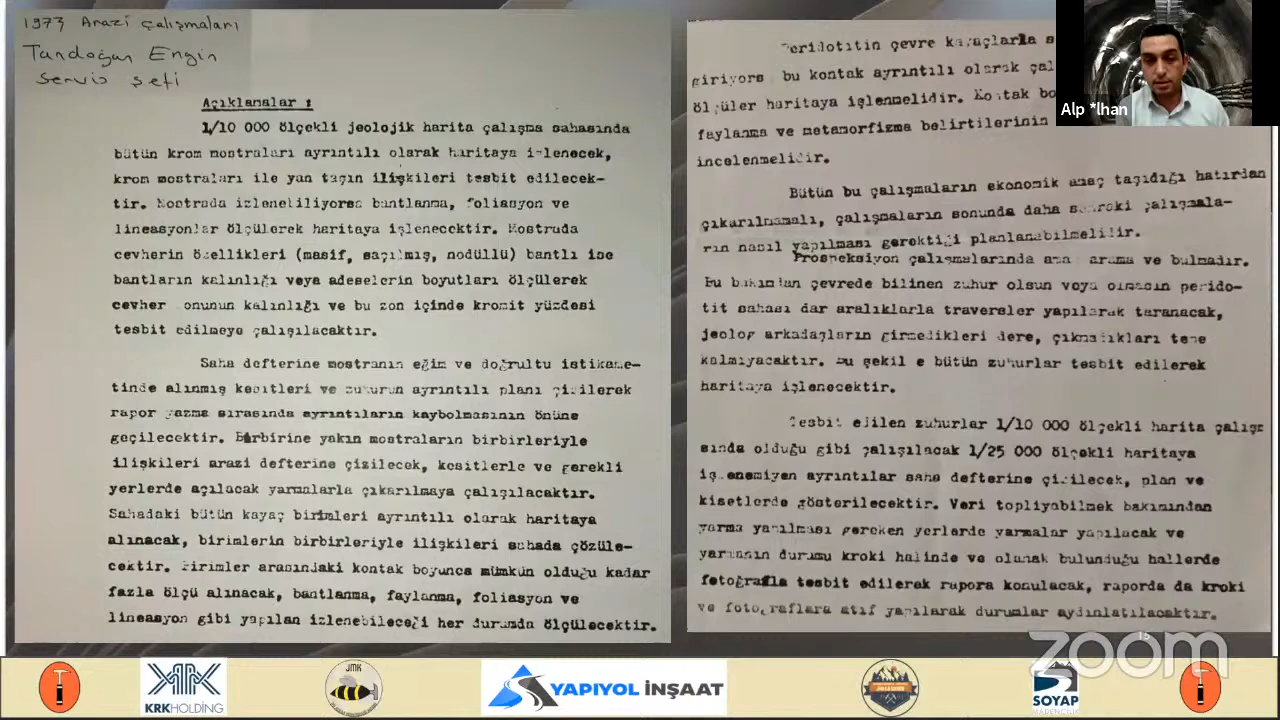 1973 Arazi Çalışmaları
Tandoğan Engin
Servis şefi
Açıklamalar :
1/10 000 ölçekli jeolojik harita çalışma sahasında
bütün krom mostraları ayrıntılı olarak haritaya işlenecek,
krom mostraları ile yan taşın ilişkileri tesbit edilecek-
tir. Mostrada izlenebiliyorsa bantlanma, foliasyon ve
lineasyonlar ölçülerek haritaya işlenecektir. Mostrada
cevherin özellikleri (masif, saçılmış, nodüllü) bantlı ise
bantların kalınlığı veya adeselerin boyutları ölçülerek
cevher onunun kalınlığı ve bu zon içinde kromit yüzdesi
tesbit edilmeye çalışılacaktır.
Saha defterine mostranın eğim ve doğrultu istikame-
tinde alınmış kesitleri ve zuhurun ayrıntılı planı çizilerek
rapor yazma sırasında ayrıntıların kaybolmasının önüne
geçilecektir. Birbirine yakın mostraların birbirleriyle
ilişkileri arazi defterine çizilecek, kesitlerle ve gerekli
yerlerde açılacak yarmalarla çıkarılmaya çalışılacaktır.
Sahadaki bütün kayaç birimleri ayrıntılı olarak haritaya
alınacak, birimlerin birbirleriyle ilişkileri sahada çözüle-
cektir. Birimler arasındaki kontak boyunca mümkün olduğu kadar
fazla ölçü alınacak, bantlanma, faylanma, foliasyon ve
lineasyon gibi yapılan izlenebileceği her durumda ölçülecektir.
Peridotitin çevre kayaçlarla s
giriyors bu kontak ayrıntılı olarak çal
ölçüler haritaya işlenmelidir. Kontak bo
faylanma ve metamorfizma belirtilerinin
incelenmelidir.
Bütün bu çalışmaların ekonomik amaç taşıdığı hatırdan
çıkarılmamalı, çalışmaların sonunda daha sonraki çalışmala-
rın nasıl yapılması gerektiği planlanabilmelidir.
Prospeksiyon çalışmalarında ana arama ve bulmadır.
Bu bakımdan çevrede bilinen zuhur olsun veya olmasın perido-
tit sahası dar aralıklarla traversler yapılarak taranacak,
jeolog arkadaşların girmedikleri dere, çıkmadıkları tepe
kalmıyacaktır. Bu şekil e bütün zuhurlar tesbit edilerek
haritaya işlenecektir.
Tesbit edilen zuhurlar 1/10 000 ölçekli harita çalış
sında olduğu gibi çalışılacak 1/25 000 ölçekli haritaya
işlenemiyen ayrıntılar saha defterine çizilecek, plan ve
kisetlerde gösterilecektir. Veri topliyabilmek bakımından
yarma yapılması gereken yerlerde yarmalar yapılacak ve
yarmanın durumu kroki halinde ve olanak bulunduğu hallerde
fotoğrafla tesbit edilerek rapora konulacak, raporda da kroki
ve fotoğraflara atıf yapılarak durumlar aydınlatılacaktır.
Alp *lhan
15
zoom
KRK HOLDİNG
JMK
YAPIYOL İNŞAAT
SOYAP
MADENCİLİK